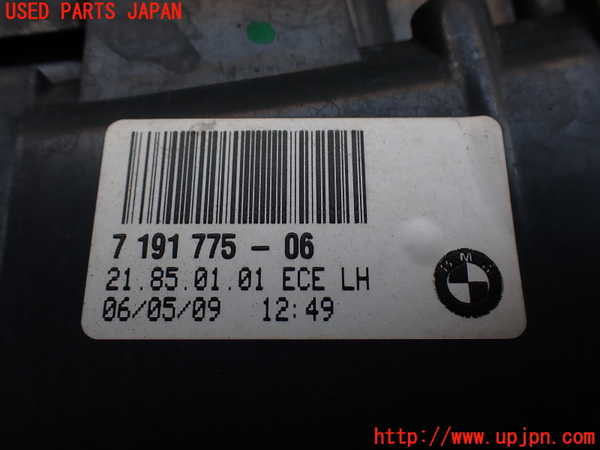 USED PARTS JAPAN
7 191 775 - 06
21.85.01.01 ECE LH
06/05/09 12:49
BMW
http://www.upjpn.com/